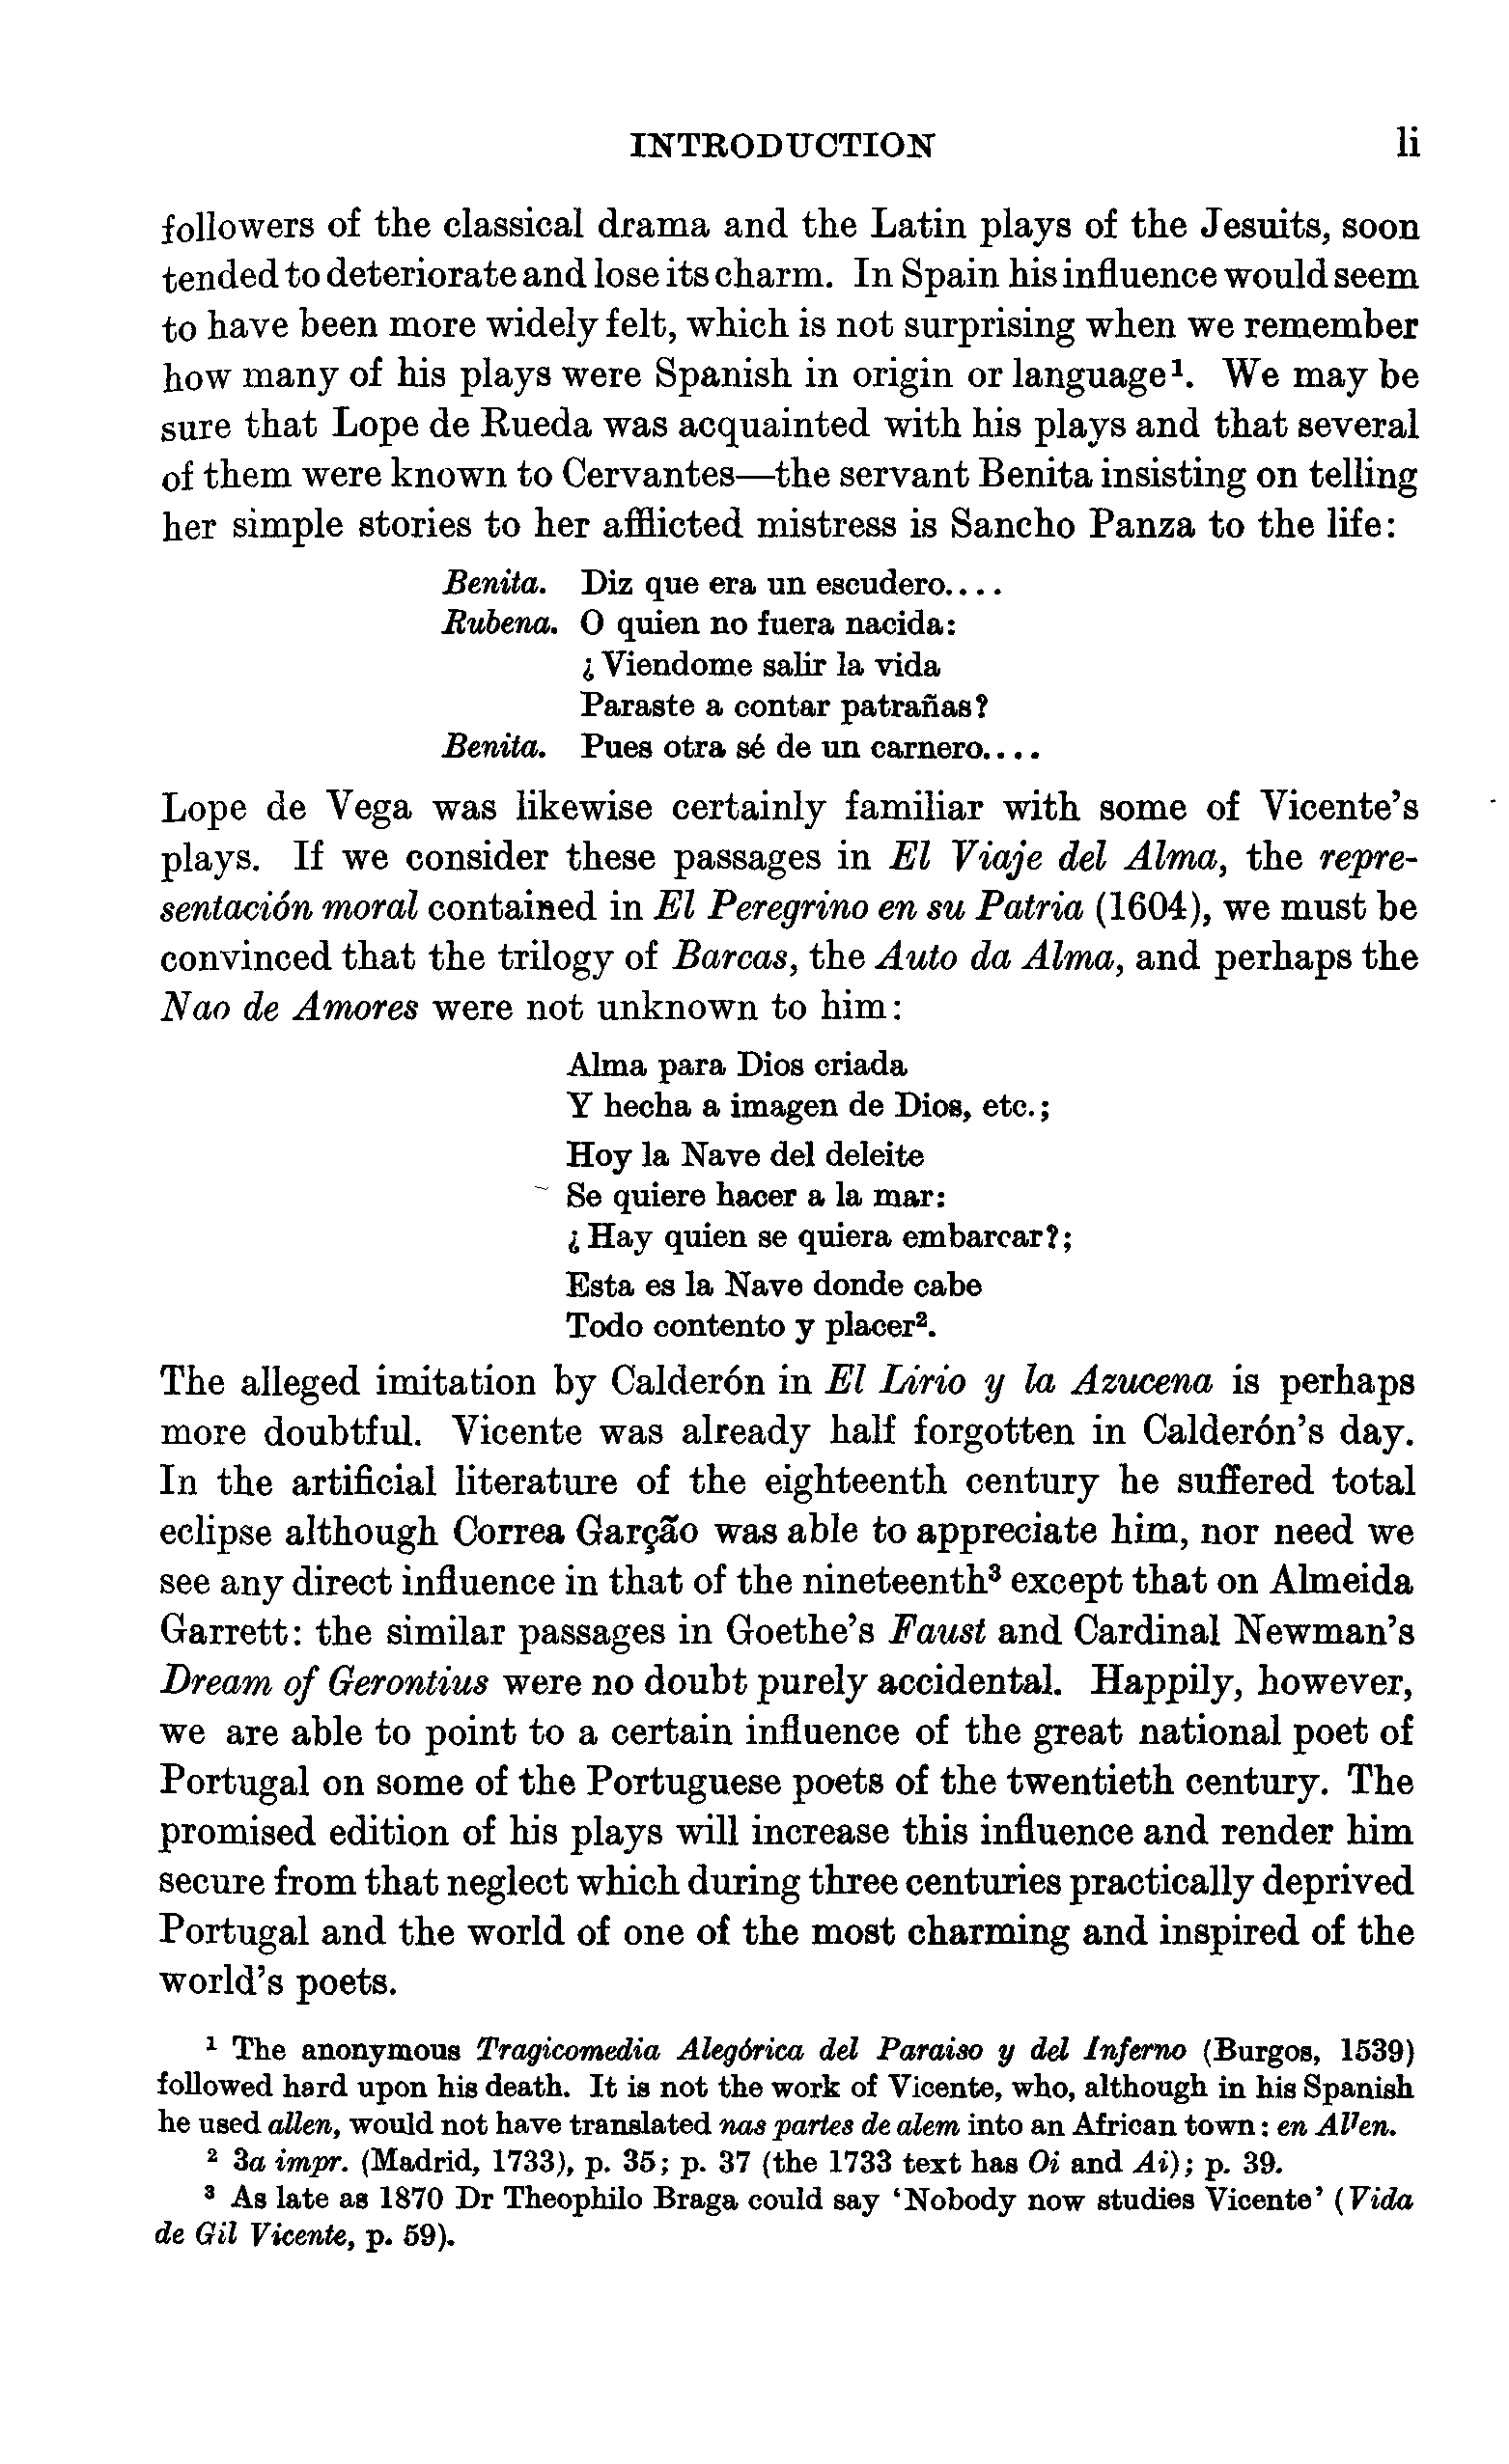 INTRODUCTION li
followers of the classical drama and the Latin plays of the Jesuits, soon
tended to deteriorate and lose its charm. In Spain his influence would seem
to have been more widely felt, which is not surprising when we remember
how many of his plays were Spanish in origin or language¹. We may be
sure that Lope de Rueda was acquainted with his plays and that several
of them were known to Cervantes—the servant Benita insisting on telling
her simple stories to her afflicted mistress is Sancho Panza to the life:
Benita. Diz que era un escudero....
Rubena. O quien no fuera nacida:
¿Viendome salir la vida
Paraste a contar patrañas?
Benita. Pues otra sé de un carnero....
Lope de Vega was likewise certainly familiar with some of Vicente's
plays. If we consider these passages in El Viaje del Alma, the repre-
sentación moral contained in El Peregrino en su Patria (1604), we must be
convinced that the trilogy of Barcas, the Auto da Alma, and perhaps the
Nao de Amores were not unknown to him:
Alma para Dios criada
Y hecha a imagen de Dios, etc.;
Hoy la Nave del deleite
Se quiere hacer a la mar:
¿Hay quien se quiera embarcar?;
Esta es la Nave donde cabe
Todo contento y placer².
The alleged imitation by Calderón in El Lirio y la Azucena is perhaps
more doubtful. Vicente was already half forgotten in Calderón's day.
In the artificial literature of the eighteenth century he suffered total
eclipse although Correa Garção was able to appreciate him, nor need we
see any direct influence in that of the nineteenth³ except that on Almeida
Garrett: the similar passages in Goethe's Faust and Cardinal Newman's
Dream of Gerontius were no doubt purely accidental. Happily, however,
we are able to point to a certain influence of the great national poet of
Portugal on some of the Portuguese poets of the twentieth century. The
promised edition of his plays will increase this influence and render him
secure from that neglect which during three centuries practically deprived
Portugal and the world of one of the most charming and inspired of the
world's poets.
¹ The anonymous Tragicomedia Alegórica del Paraiso y del Inferno (Burgos, 1539)
followed hard upon his death. It is not the work of Vicente, who, although in his Spanish
he used allen, would not have translated nas partes de alem into an African town: en Allen.
² 3a impr. (Madrid, 1733), p. 35; p. 37 (the 1733 text has Oi and Ai); p. 39.
³ As late as 1870 Dr Theophilo Braga could say 'Nobody now studies Vicente' (Vida
de Gil Vicente, p. 59).